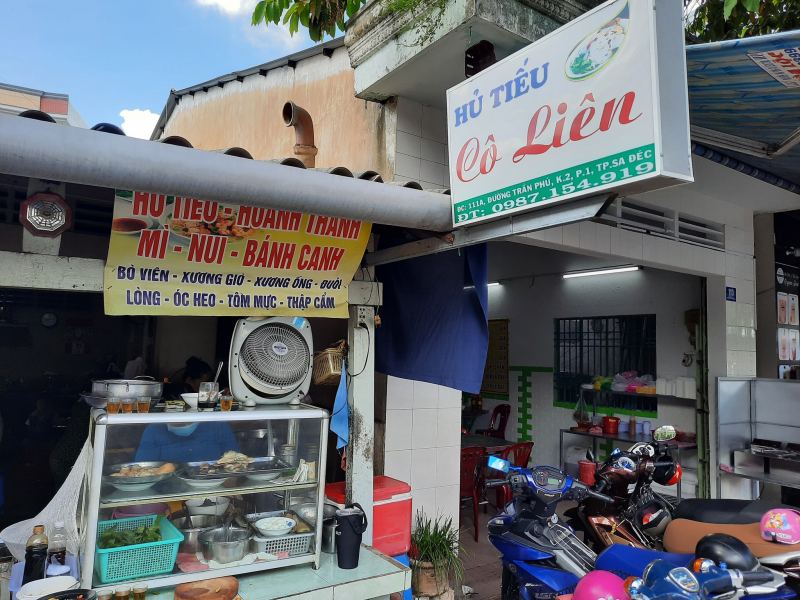 HỦ TIẾU
Cô Liên
ĐC: 111A, ĐƯỜNG TRẦN PHÚ, K.2, P.1, TP.SA ĐÉC
ĐT: 0987.154.919
HỦ TIẾU - HOÀNH THÁNH
MÌ - NUI - BÁNH CANH
BÒ VIÊN - XƯƠNG GIÒ - XƯƠNG ỐNG - ĐUÔI
LÒNG - ÓC HEO - TÔM MỰC - THẬP CẨM